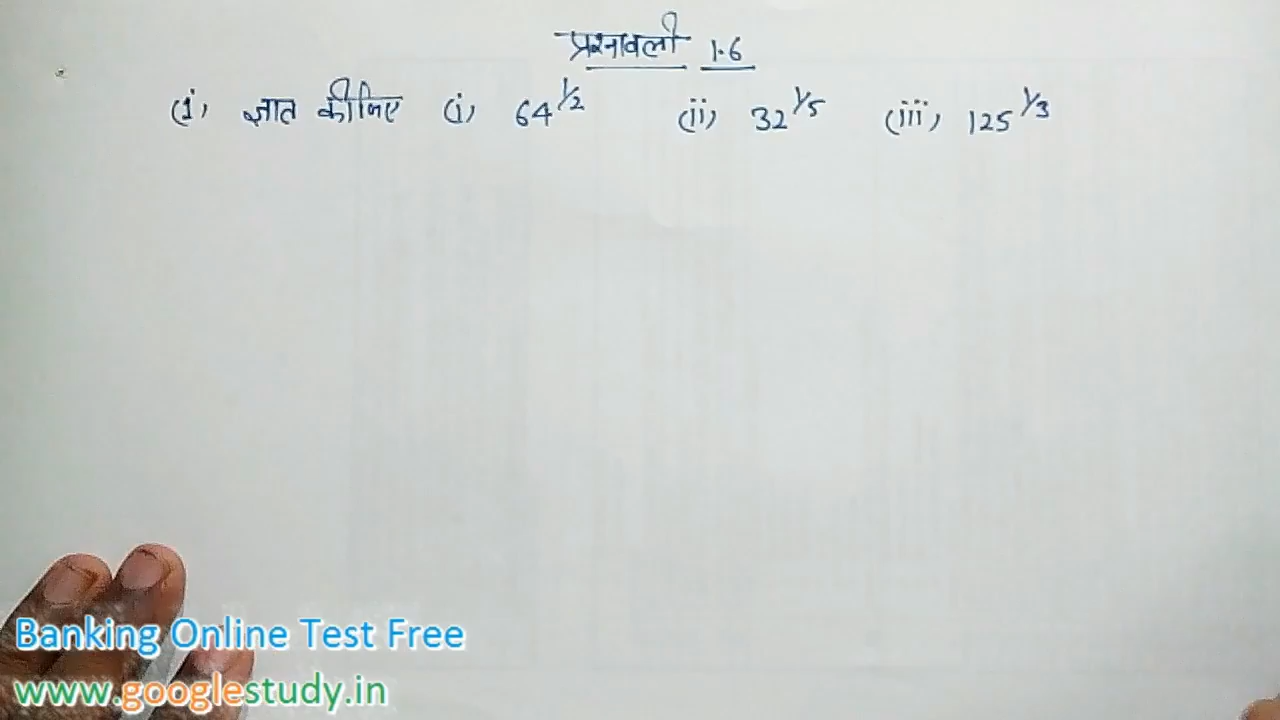 प्रश्नावली 1.6
(1) ज्ञात कीजिए (i) 64^1/2 (ii) 32^1/5 (iii) 125^1/3
Banking Online Test Free
www.googlestudy.in